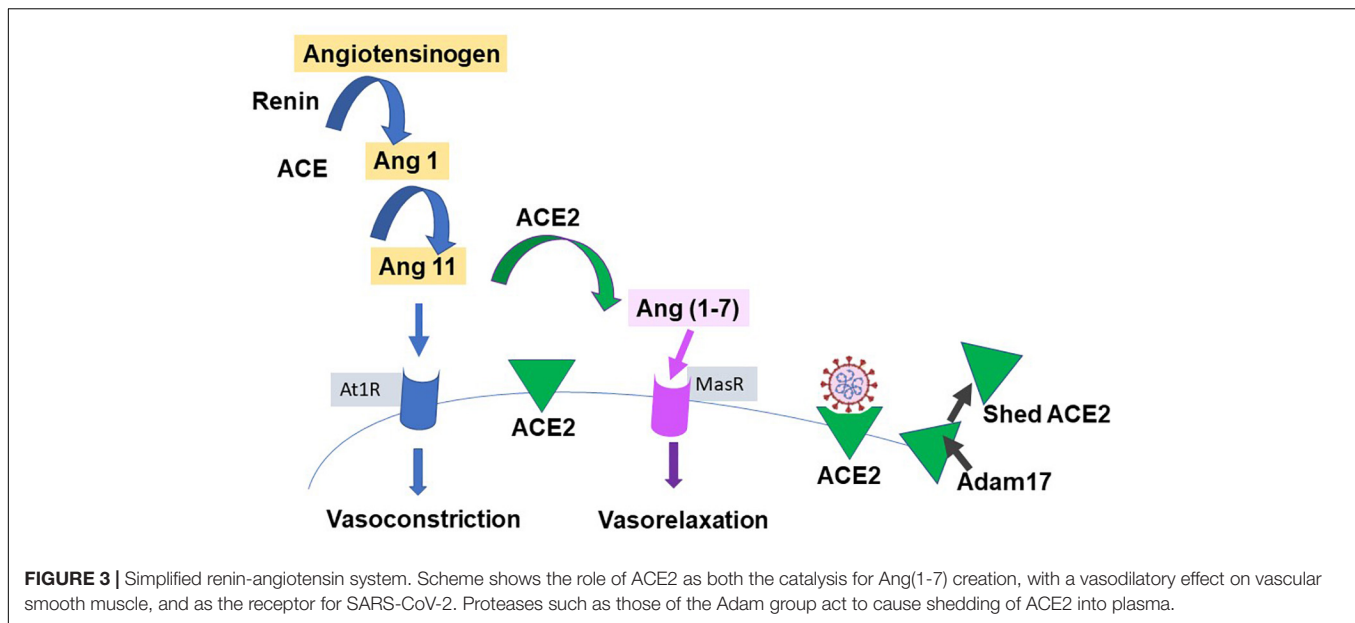 Angiotensinogen
Renin
ACE
Ang 1
ACE2
Ang 11
Ang (1-7)
At1R
MasR
ACE2
Shed ACE2
ACE2
Adam17
Vasoconstriction
Vasorelaxation
FIGURE 3 | Simplified renin-angiotensin system. Scheme shows the role of ACE2 as both the catalysis for Ang(1-7) creation, with a vasodilatory effect on vascular
smooth muscle, and as the receptor for SARS-CoV-2. Proteases such as those of the Adam group act to cause shedding of ACE2 into plasma.